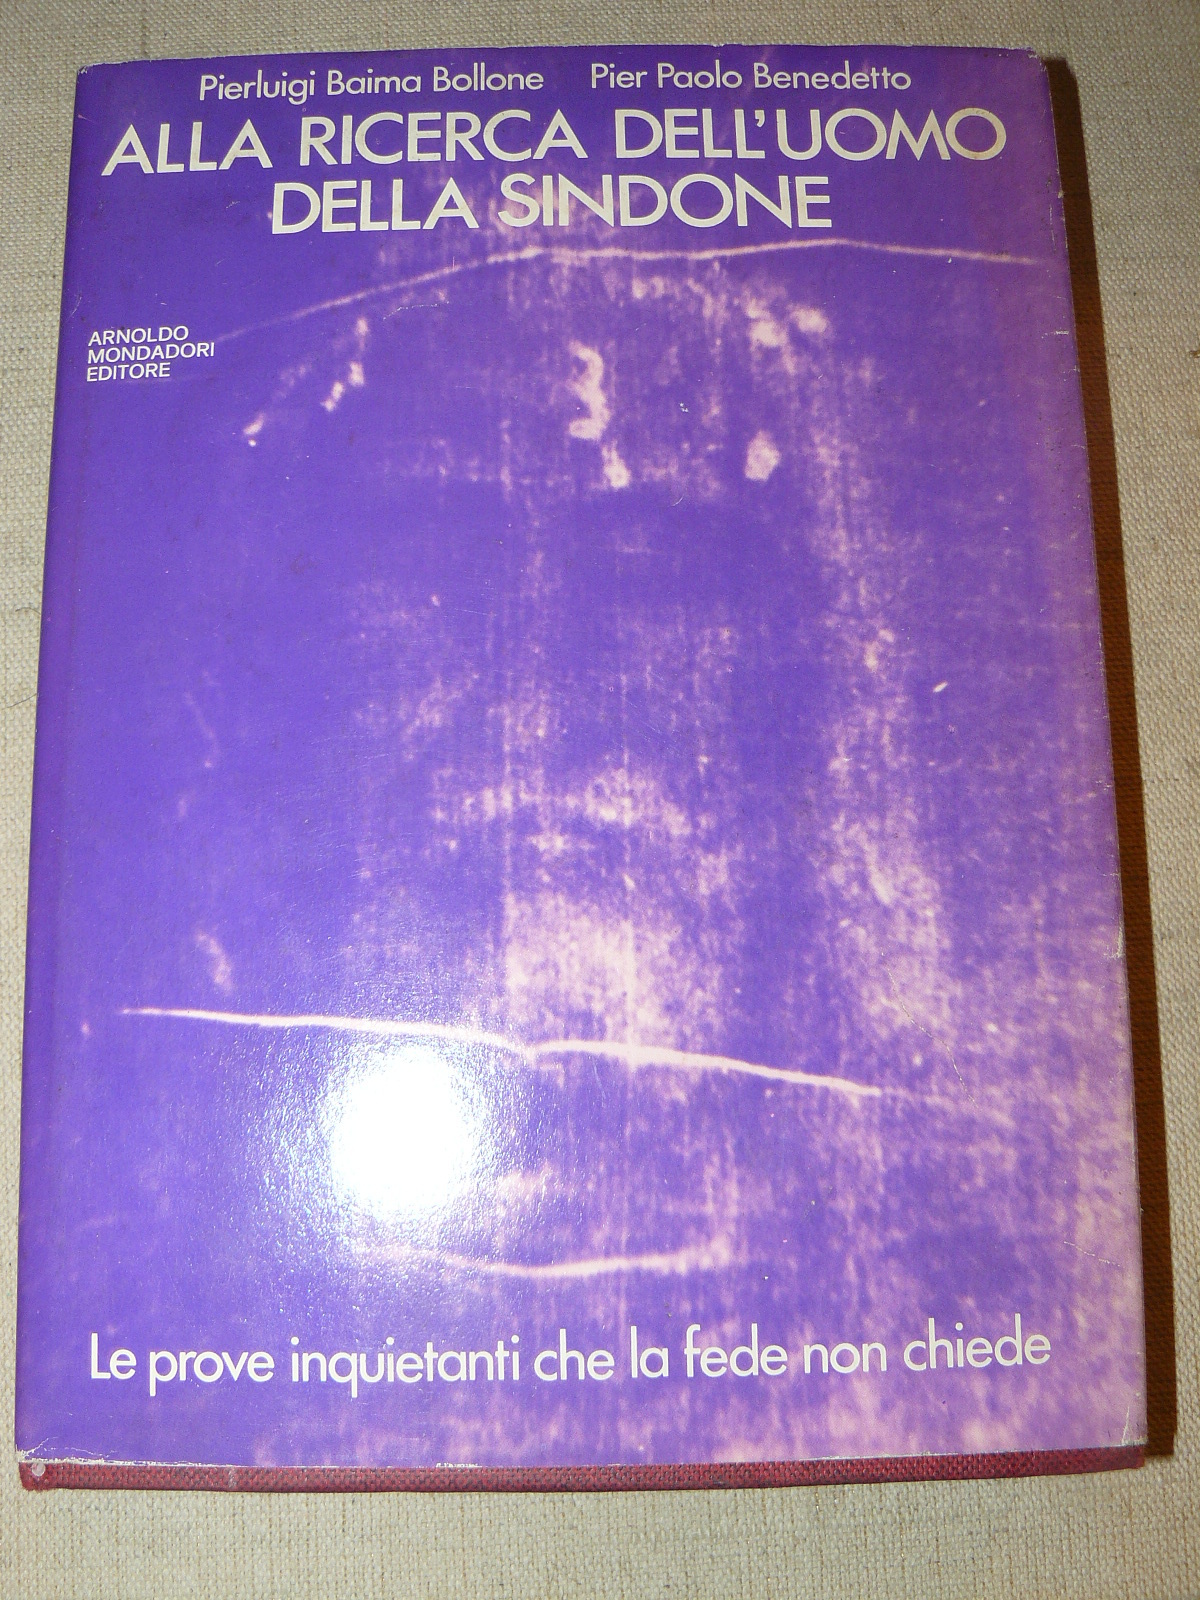 Pierluigi Baima Bollone Pier Paolo Benedetto
ALLA RICERCA DELL'UOMO
DELLA SINDONE
ARNOLDO
MONDADORI
EDITORE
Le prove inquietanti che la fede non chiede